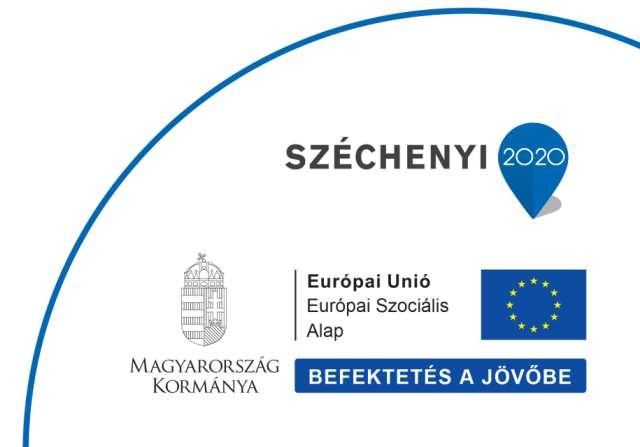 SZÉCHENYI 2020
Európai Unió
Európai Szociális
Alap
MAGYARORSZÁG
KORMÁNYA
BEFEKTETÉS A JÖVŐBE